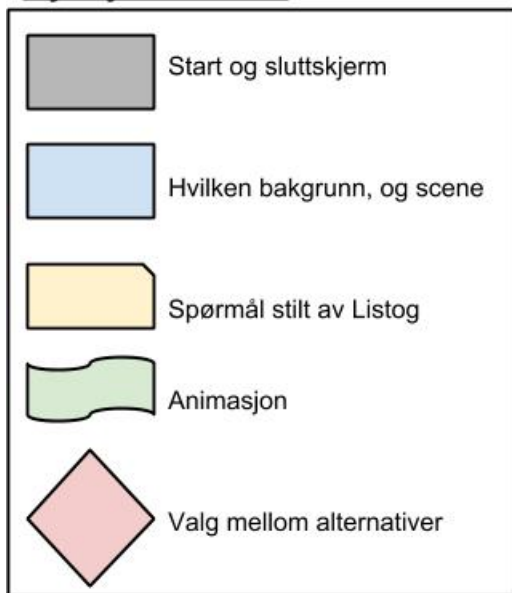 Start og sluttskjerm
Hvilken bakgrunn, og scene
Spørmål stilt av Listog
Animasjon
Valg mellom alternativer